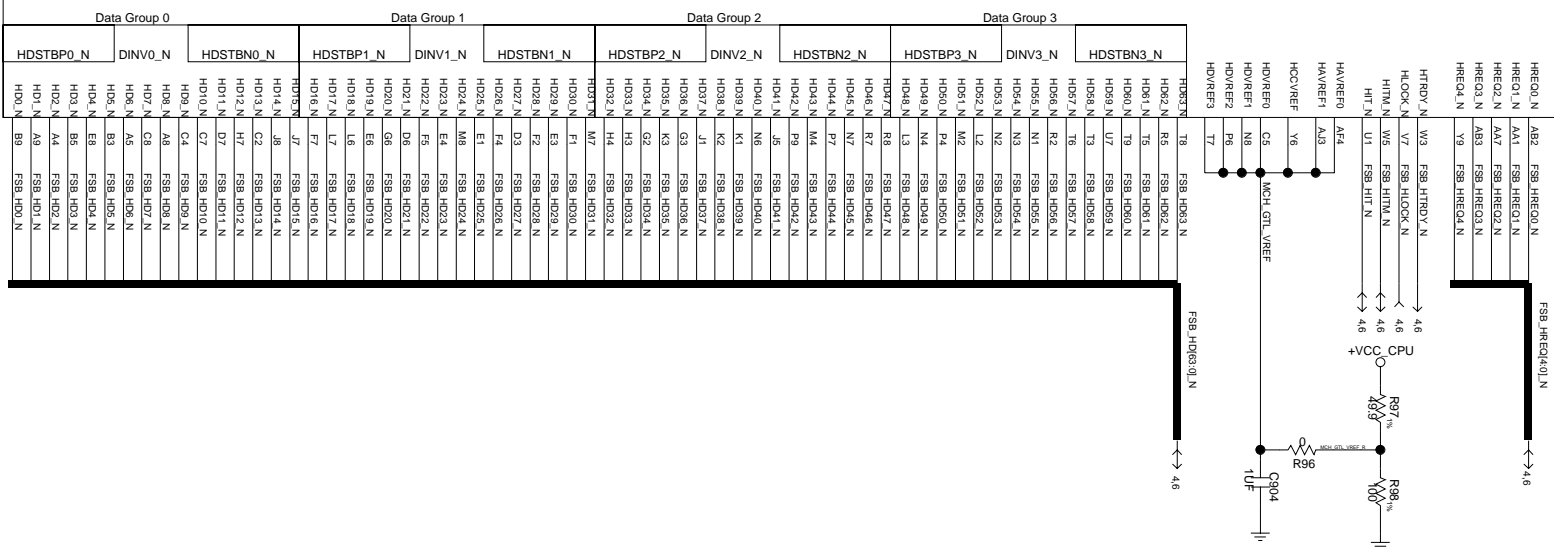 Data Group 0
Data Group 1
Data Group 2
Data Group 3
HDSTBP0_N DINV0_N HDSTBN0_N
HDSTBP1_N DINV1_N HDSTBN1_N
HDSTBP2_N DINV2_N HDSTBN2_N
HDSTBP3_N DINV3_N HDSTBN3_N
HD0_N B9 FSB_HD0_N
HD1_N A9 FSB_HD1_N
HD2_N A4 FSB_HD2_N
HD3_N B5 FSB_HD3_N
HD4_N E8 FSB_HD4_N
HD5_N B3 FSB_HD5_N
HD6_N A5 FSB_HD6_N
HD7_N C8 FSB_HD7_N
HD8_N A8 FSB_HD8_N
HD9_N C4 FSB_HD9_N
HD10_N C7 FSB_HD10_N
HD11_N D7 FSB_HD11_N
HD12_N H7 FSB_HD12_N
HD13_N C2 FSB_HD13_N
HD14_N J8 FSB_HD14_N
HD15_N J7 FSB_HD15_N
HD16_N F7 FSB_HD16_N
HD17_N L7 FSB_HD17_N
HD18_N L6 FSB_HD18_N
HD19_N E6 FSB_HD19_N
HD20_N G6 FSB_HD20_N
HD21_N D6 FSB_HD21_N
HD22_N F5 FSB_HD22_N
HD23_N E4 FSB_HD23_N
HD24_N M8 FSB_HD24_N
HD25_N E1 FSB_HD25_N
HD26_N J2 FSB_HD26_N
HD27_N D3 FSB_HD27_N
HD28_N F2 FSB_HD28_N
HD29_N E3 FSB_HD29_N
HD30_N F1 FSB_HD30_N
HD31_N M7 FSB_HD31_N
HD32_N H4 FSB_HD32_N
HD33_N H3 FSB_HD33_N
HD34_N G2 FSB_HD34_N
HD35_N K3 FSB_HD35_N
HD36_N G3 FSB_HD36_N
HD37_N J1 FSB_HD37_N
HD38_N K2 FSB_HD38_N
HD39_N K1 FSB_HD39_N
HD40_N N6 FSB_HD40_N
HD41_N J5 FSB_HD41_N
HD42_N P9 FSB_HD42_N
HD43_N M4 FSB_HD43_N
HD44_N P7 FSB_HD44_N
HD45_N N7 FSB_HD45_N
HD46_N R7 FSB_HD46_N
HD47_N R8 FSB_HD47_N
HD48_N L3 FSB_HD48_N
HD49_N N4 FSB_HD49_N
HD50_N P4 FSB_HD50_N
HD51_N M2 FSB_HD51_N
HD52_N L2 FSB_HD52_N
HD53_N N2 FSB_HD53_N
HD54_N N3 FSB_HD54_N
HD55_N N1 FSB_HD55_N
HD56_N R2 FSB_HD56_N
HD57_N T6 FSB_HD57_N
HD58_N T3 FSB_HD58_N
HD59_N U7 FSB_HD59_N
HD60_N T9 FSB_HD60_N
HD61_N T5 FSB_HD61_N
HD62_N R5 FSB_HD62_N
HD63_N T8 FSB_HD63_N
FSB_HD[63:0]_N
4,6
HDVREF3 T7
HDVREF2 P6
HDVREF1 N8
HDVREF0 C5 MCH_GTL_VREF
HCCVREF Y6
HAVREF1 AJ3
HAVREF0 AF4
HIT_N U1 FSB_HIT_N 4,6
HITM_N W5 FSB_HITM_N 4,6
HLOCK_N V7 FSB_HLOCK_N 4,6
HTRDY_N W3 FSB_HTRDY_N 4,6
HREQ4_N Y9 FSB_HREQ4_N
HREQ3_N AB3 FSB_HREQ3_N
HREQ2_N AA7 FSB_HREQ2_N
HREQ1_N AA1 FSB_HREQ1_N
HREQ0_N AB2 FSB_HREQ0_N
FSB_HREQ[4:0]_N
4,6
+VCC_CPU
R97 1%
49.9
0
R96
MCH_GTL_VREF_R
R98 1%
100
C904
1UF